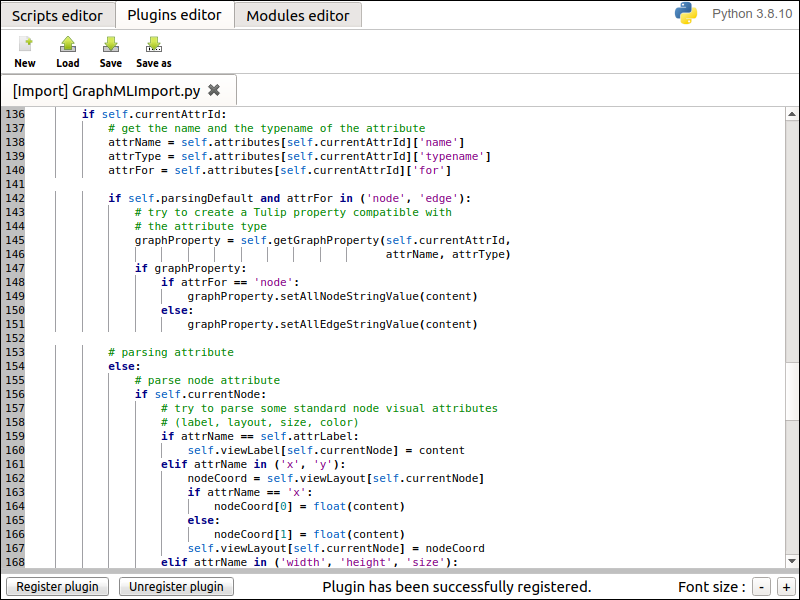 Scripts editor Plugins editor Modules editor Python 3.8.10
New Load Save Save as
[Import] GraphMLImport.py
136 if self.currentAttrId:
137 # get the name and the typename of the attribute
138 attrName = self.attributes[self.currentAttrId]['name']
139 attrType = self.attributes[self.currentAttrId]['typename']
140 attrFor = self.attributes[self.currentAttrId]['for']
141
142 if self.parsingDefault and attrFor in ('node', 'edge'):
143 # try to create a Tulip property compatible with
144 # the attribute type
145 graphProperty = self.getGraphProperty(self.currentAttrId,
146 attrName, attrType)
147 if graphProperty:
148 if attrFor == 'node':
149 graphProperty.setAllNodeStringValue(content)
150 else:
151 graphProperty.setAllEdgeStringValue(content)
152
153 # parsing attribute
154 else:
155 # parse node attribute
156 if self.currentNode:
157 # try to parse some standard node visual attributes
158 # (label, layout, size, color)
159 if attrName == self.attrLabel:
160 self.viewLabel[self.currentNode] = content
161 elif attrName in ('x', 'y'):
162 nodeCoord = self.viewLayout[self.currentNode]
163 if attrName == 'x':
164 nodeCoord[0] = float(content)
165 else:
166 nodeCoord[1] = float(content)
167 self.viewLayout[self.currentNode] = nodeCoord
168 elif attrName in ('width', 'height', 'size'):
Register plugin Unregister plugin Plugin has been successfully registered. Font size : - +